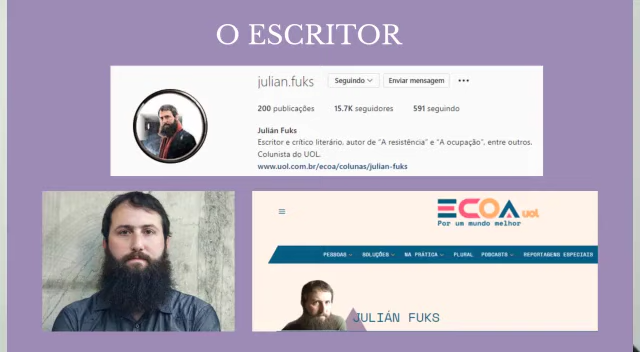 O ESCRITOR
julian.fuks Seguindo Enviar mensagem
200 publicações 15.7K seguidores 591 seguindo
Julián Fuks
Escritor e crítico literário, autor de "A resistência" e "A ocupação", entre outros.
Colunista do UOL.
www.uol.com.br/ecoa/colunas/julian-fuks
ECOA uol
Por um mundo melhor
PESSOAS SOLUÇÕES NA PRÁTICA PLURAL PODCASTS REPORTAGENS ESPECIAIS
JULIÁN FUKS